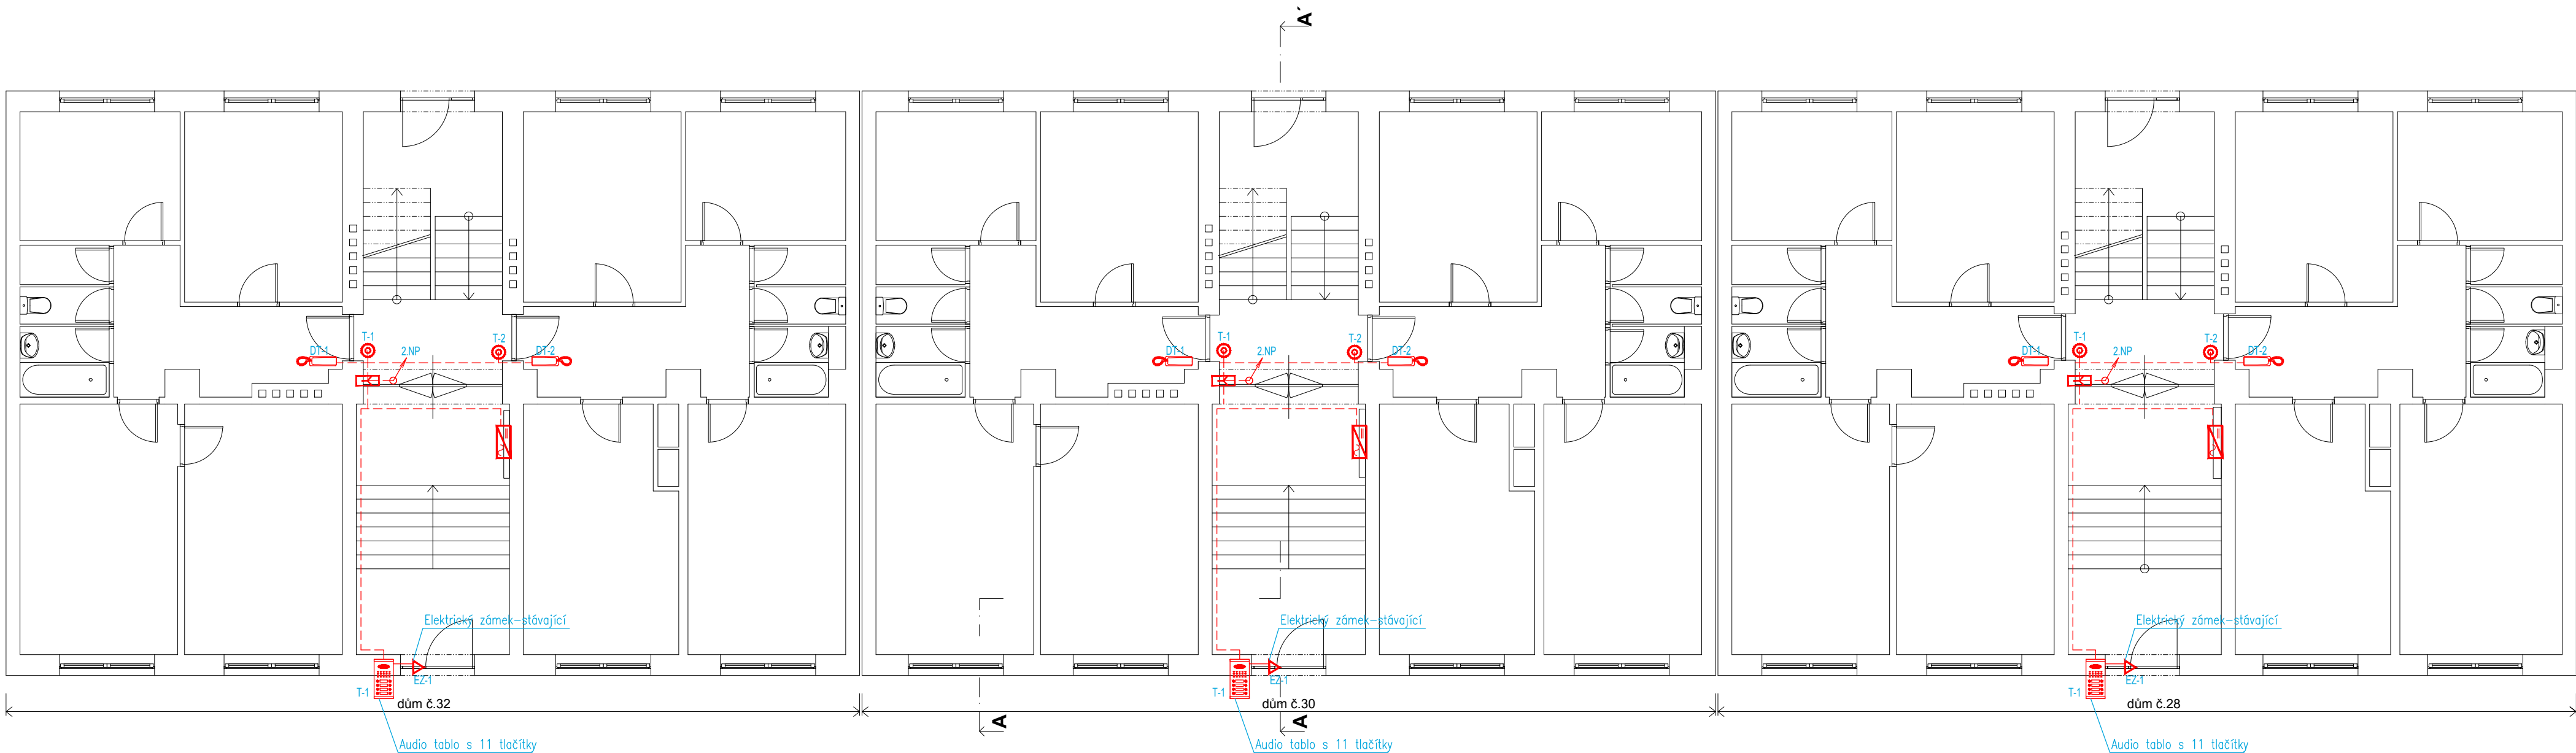 A'
T-1
2.NP
T-2
DT-1
DT-2
T-1
2.NP
T-2
DT-1
DT-2
T-1
2.NP
T-2
DT-1
DT-2
Elektrický zámek-stávající
Elektrický zámek-stávající
Elektrický zámek-stávající
EZ-1
EZ-1
EZ-1
T-1
T-1
T-1
dům č.32
dům č.30
dům č.28
A
A
Audio tablo s 11 tlačítky
Audio tablo s 11 tlačítky
Audio tablo s 11 tlačítky